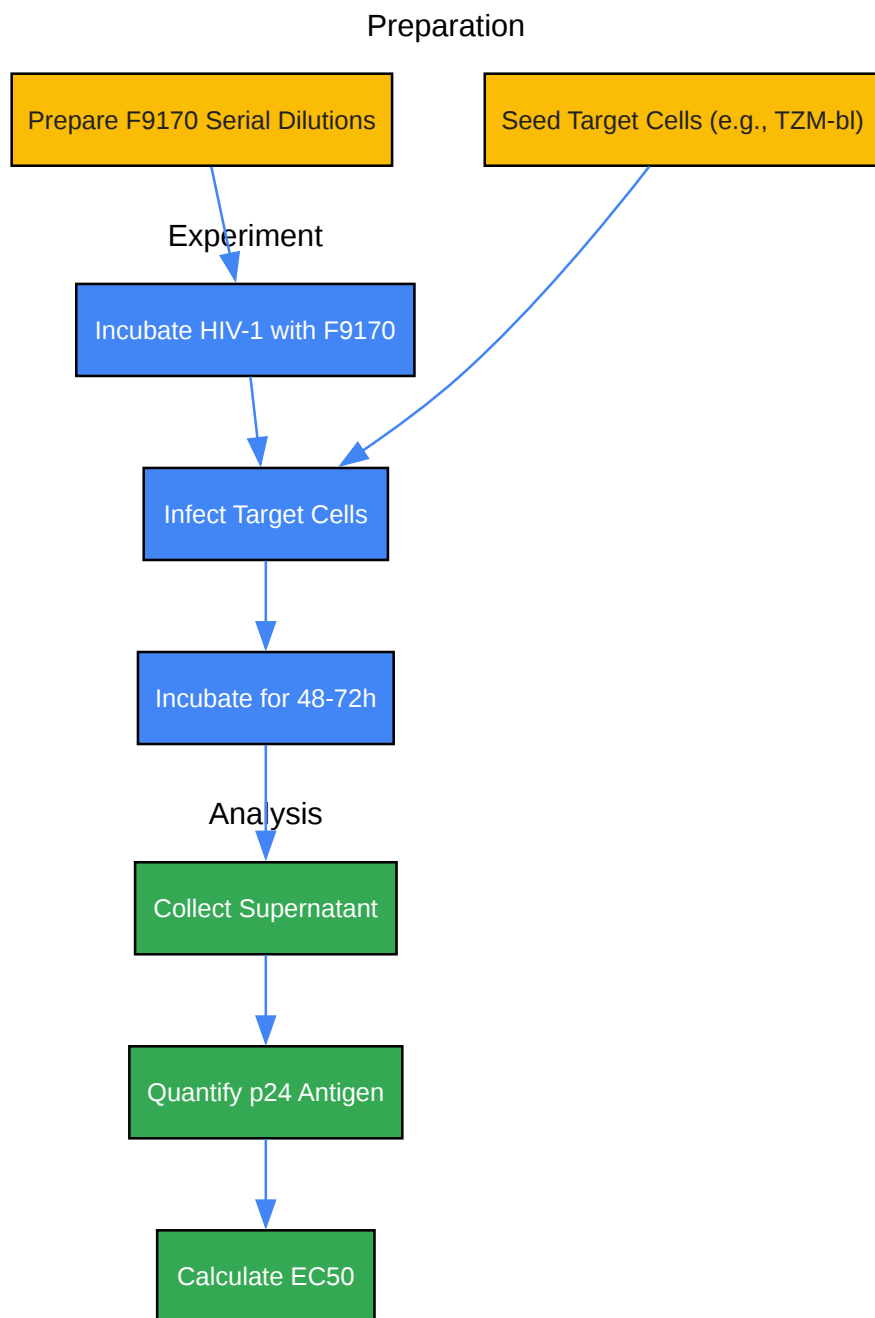 Preparation
Prepare F9170 Serial Dilutions
Seed Target Cells (e.g., TZM-bl)
Experiment
Incubate HIV-1 with F9170
Infect Target Cells
Incubate for 48-72h
Analysis
Collect Supernatant
Quantify p24 Antigen
Calculate EC50